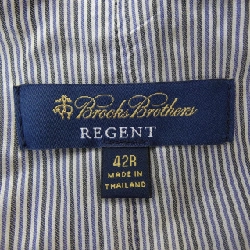 Brooks Brothers
REGENT
42R
MADE IN
THAILAND